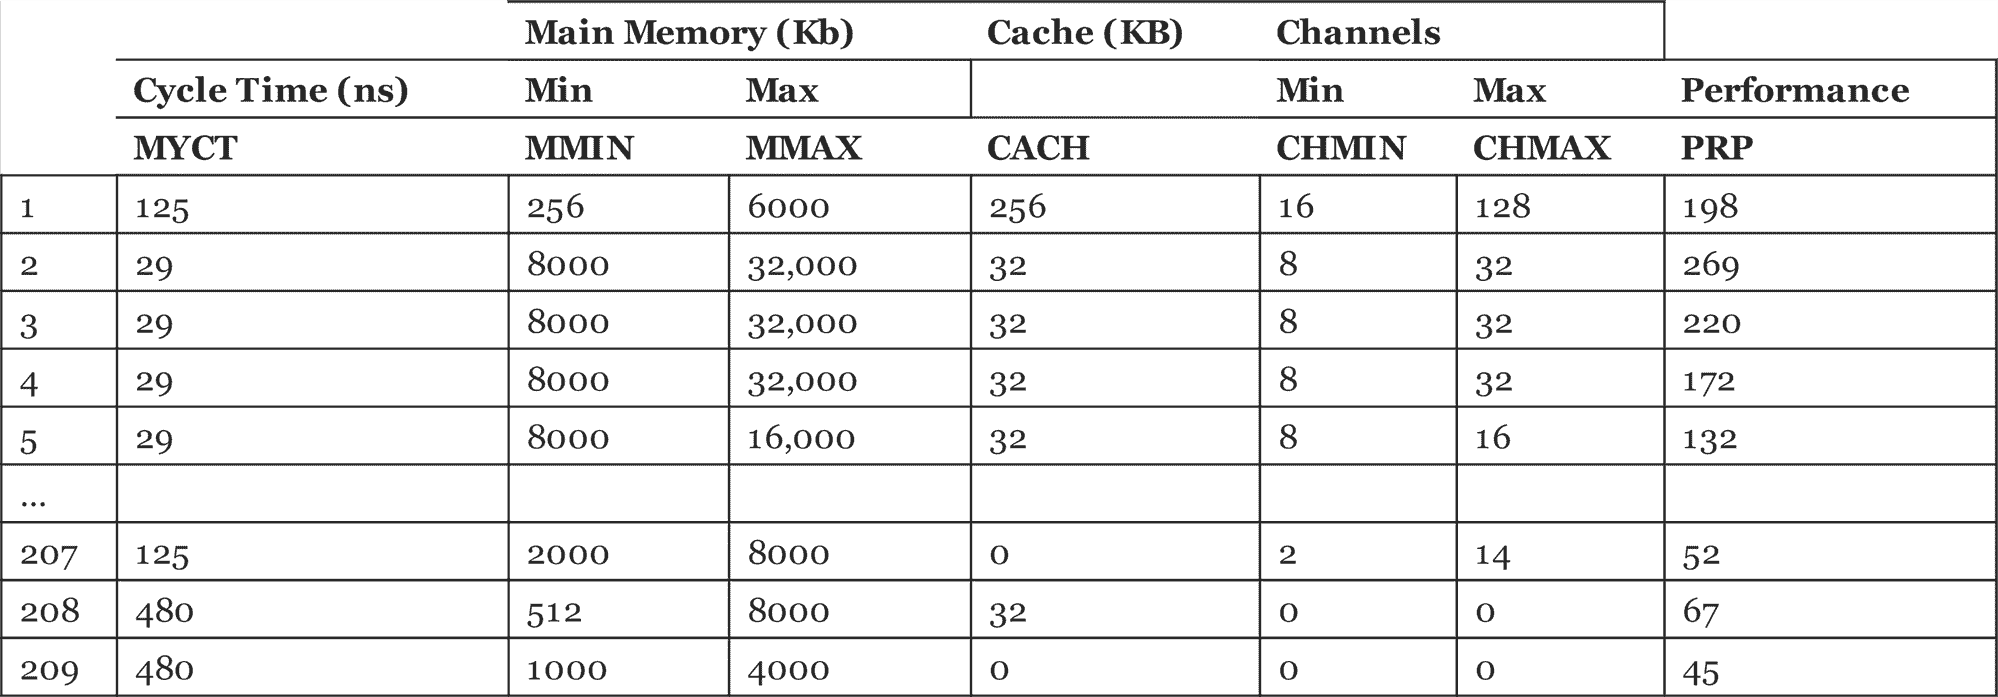 Main Memory (Kb) Cache (KB) Channels
Cycle Time (ns) Min Max Min Max Performance
MYCT MMIN MMAX CACH CHMIN CHMAX PRP
1 125 256 6000 256 16 128 198
2 29 8000 32,000 32 8 32 269
3 29 8000 32,000 32 8 32 220
4 29 8000 32,000 32 8 32 172
5 29 8000 16,000 32 8 16 132
...
207 125 2000 8000 0 2 14 52
208 480 512 8000 32 0 0 67
209 480 1000 4000 0 0 0 45